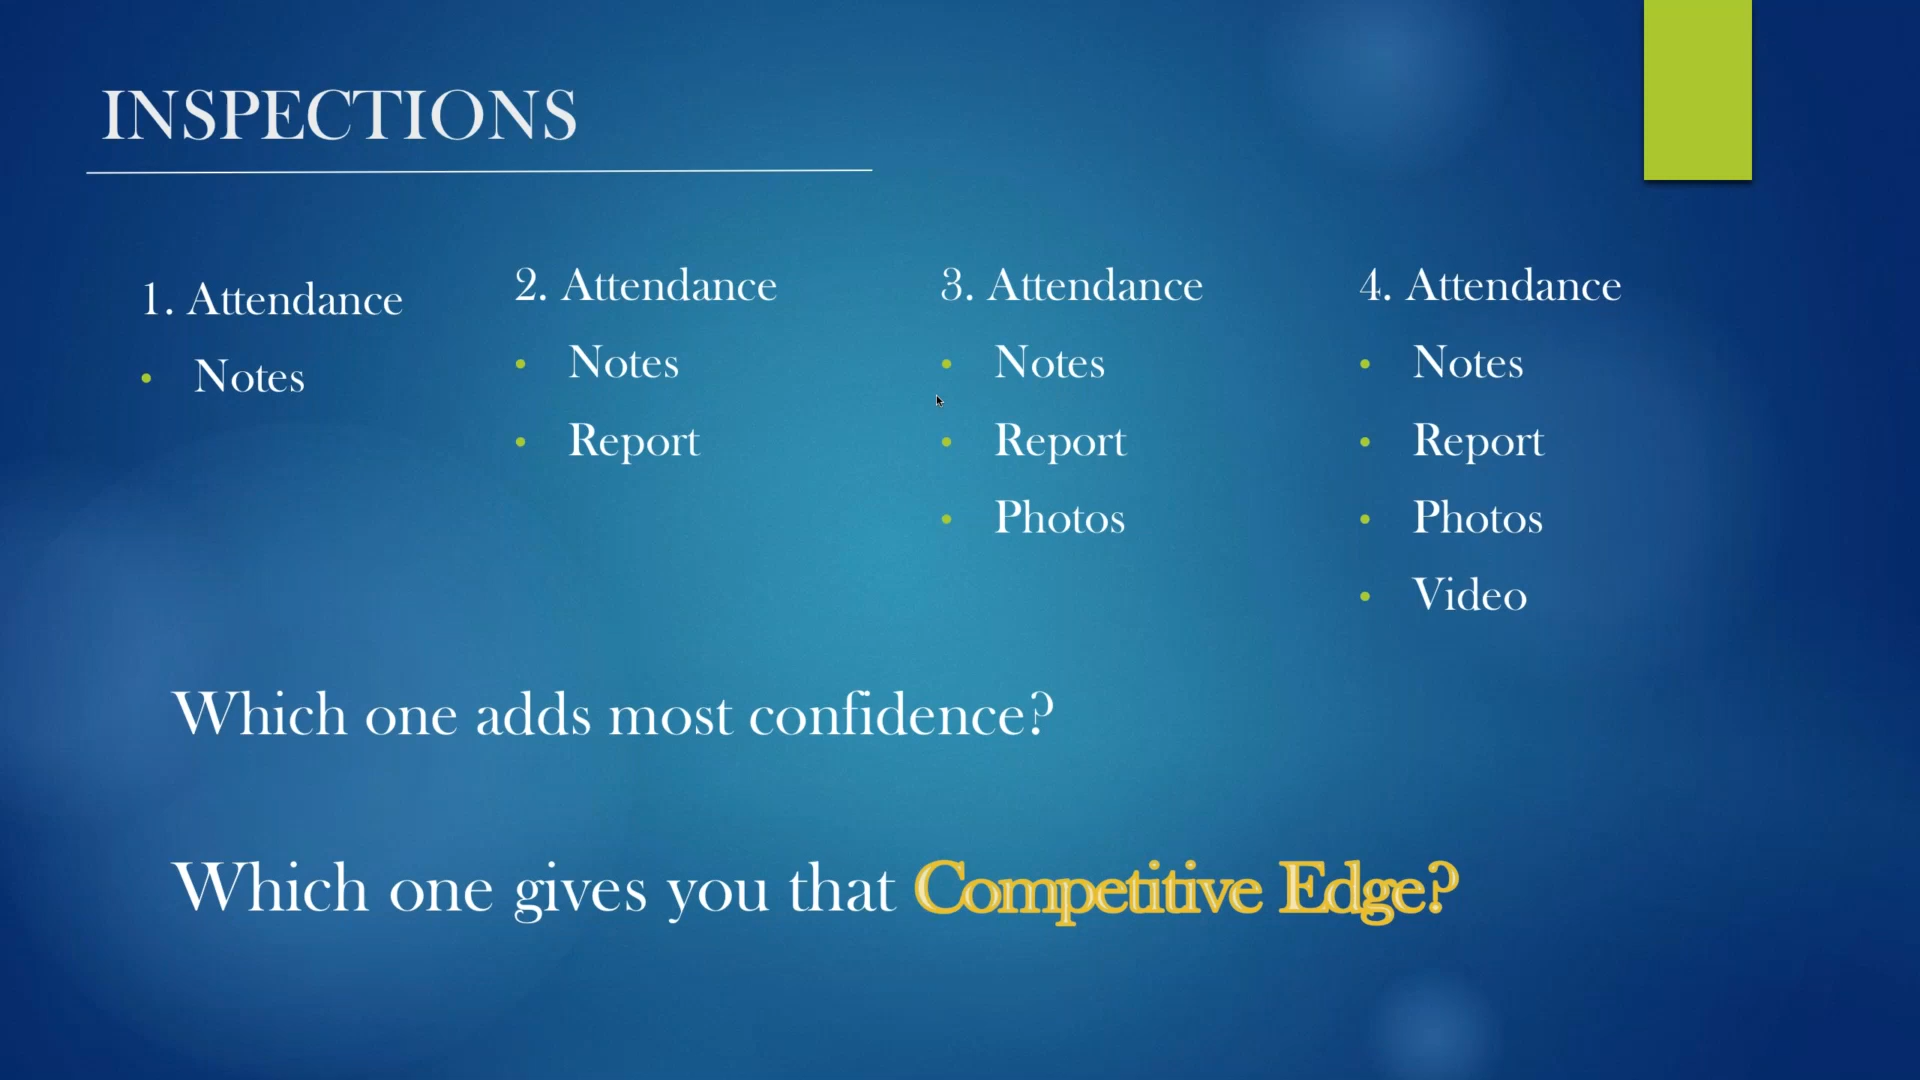 INSPECTIONS
1. Attendance
• Notes
2. Attendance
• Notes
• Report
3. Attendance
• Notes
• Report
• Photos
4. Attendance
• Notes
• Report
• Photos
• Video
Which one adds most confidence?
Which one gives you that Competitive Edge?